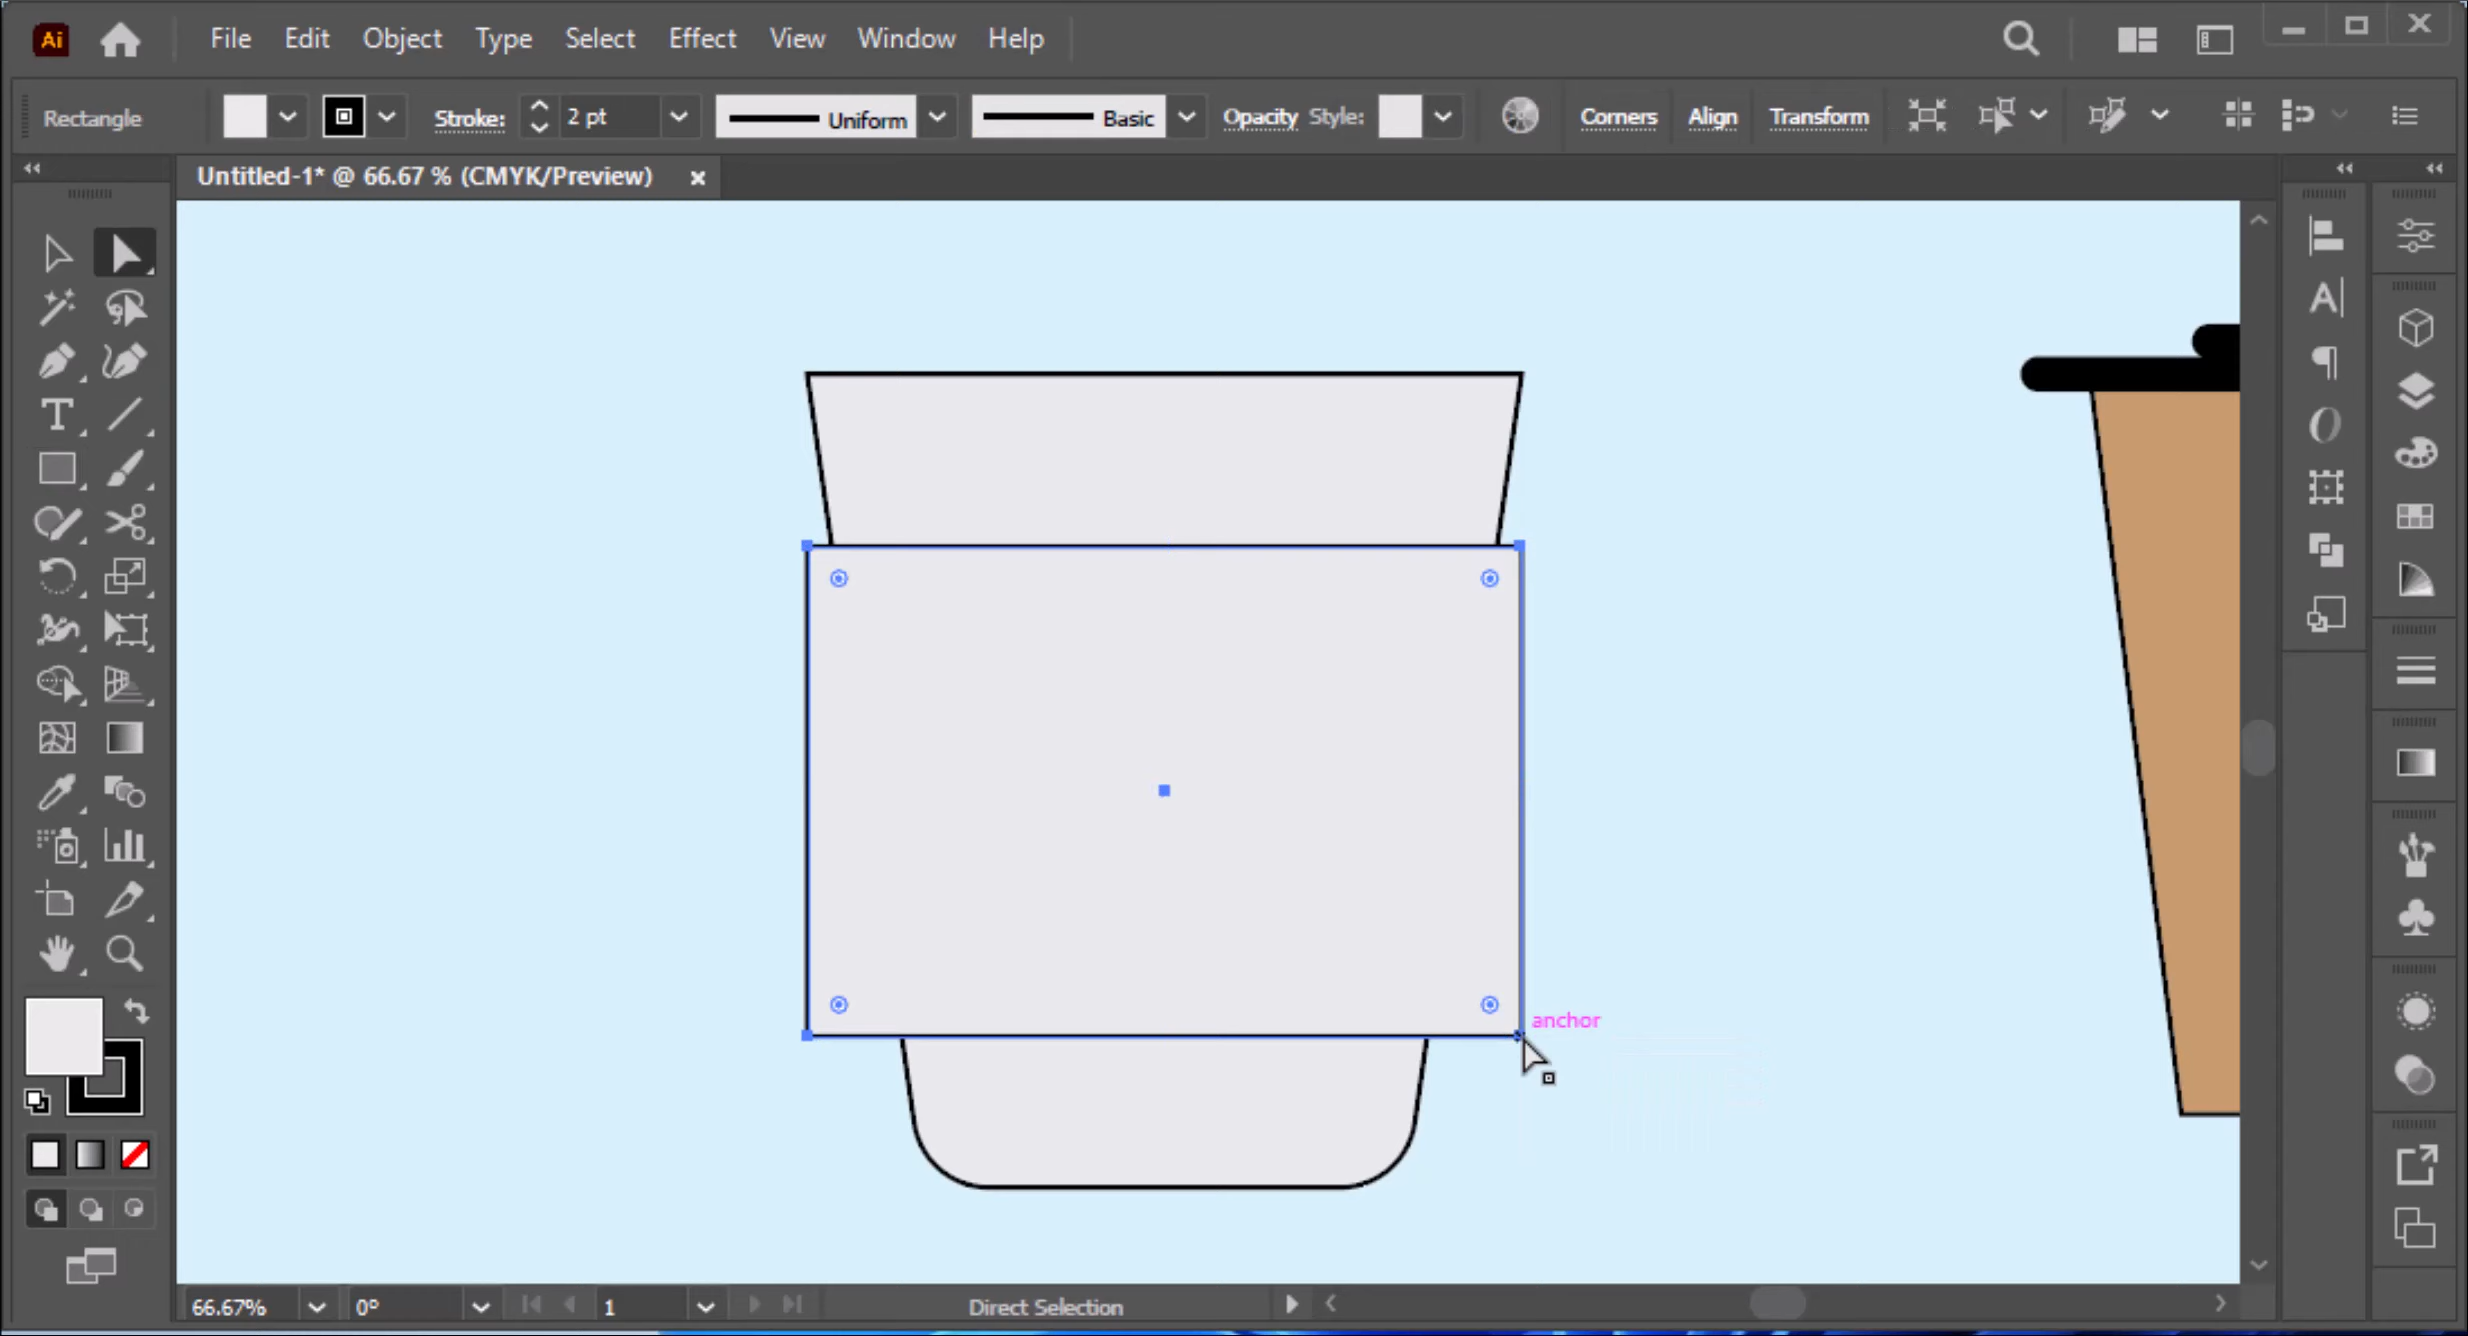 Ai File Edit Object Type Select Effect View Window Help
Rectangle Stroke: 2 pt Uniform Basic Opacity Style: Corners Align Transform
Untitled-1* @ 66.67 % (CMYK/Preview)
anchor
66.67% 0° 1 Direct Selection